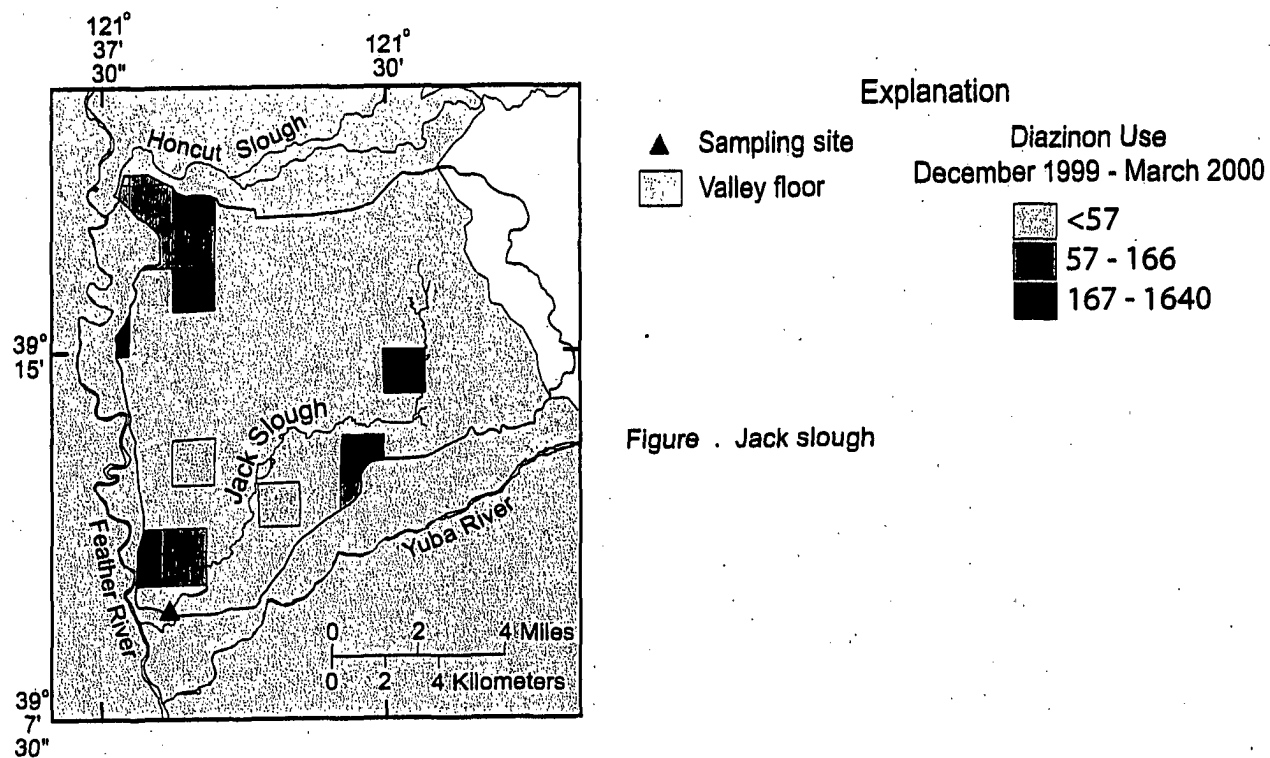 121°
37'
30"
121°
30'
Honcut Slough
39°
15'
Jack Slough
Feather River
Yuba River
0 2 4 Miles
0 2 4 Kilometers
39°
7'
30"
Explanation
Sampling site
Valley floor
Diazinon Use
December 1999 - March 2000
<57
57 - 166
167 - 1640
Figure . Jack slough